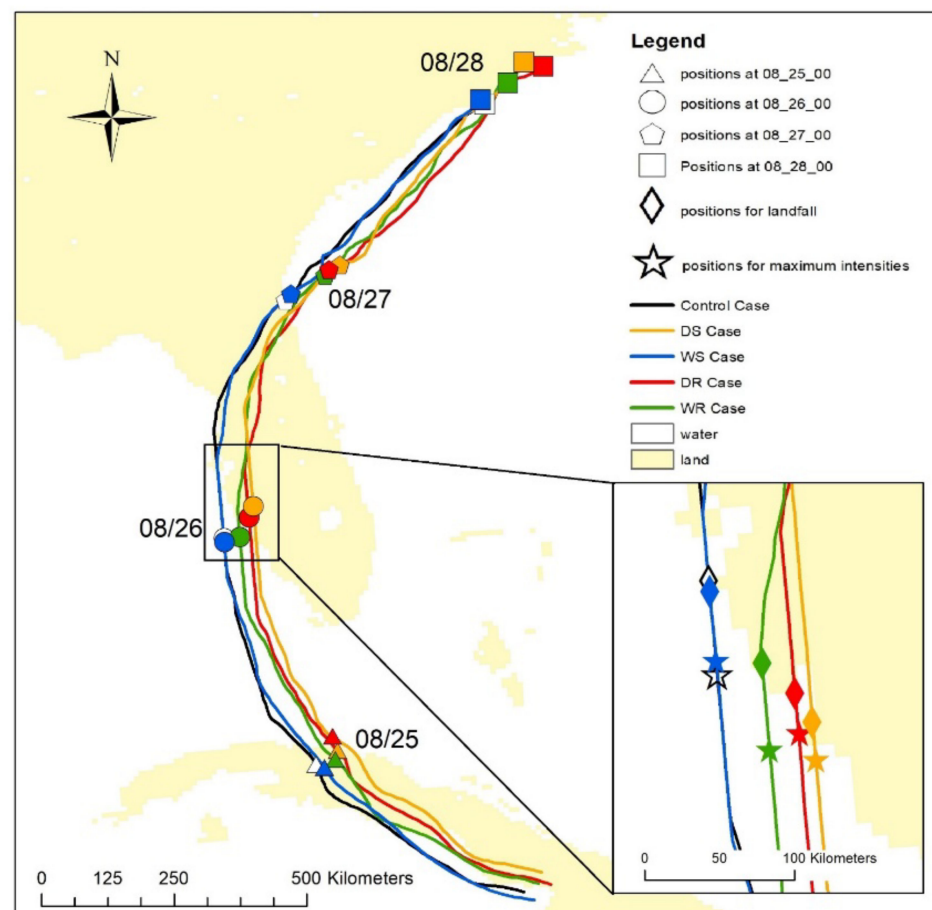 N
08/28
Legend
positions at 08_25_00
positions at 08_26_00
positions at 08_27_00
Positions at 08_28_00
positions for landfall
positions for maximum intensities
Control Case
DS Case
WS Case
DR Case
WR Case
water
land
08/27
08/26
08/25
0 125 250 500 Kilometers
0 50 100 Kilometers